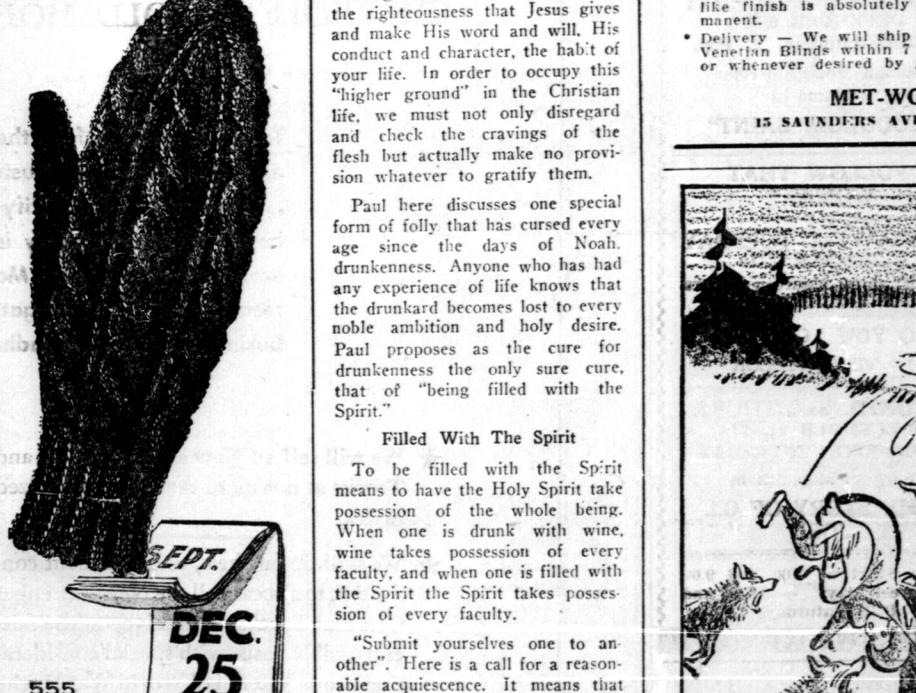 SEPT.
DEC.
25
555
the righteousness that Jesus gives
and make His word and will, His
conduct and character, the habit of
your life. In order to occupy this
"higher ground" in the Christian
life, we must not only disregard
and check the cravings of the
flesh but actually make no provi-
sion whatever to gratify them.
Paul here discusses one special
form of folly that has cursed every
age since the days of Noah.
drunkenness. Anyone who has had
any experience of life knows that
the drunkard becomes lost to every
noble ambition and holy desire.
Paul proposes as the cure for
drunkenness the only sure cure,
that of "being filled with the
Spirit."
Filled With The Spirit
To be filled with the Spirit
means to have the Holy Spirit take
possession of the whole being.
When one is drunk with wine,
wine takes possession of every
faculty, and when one is filled with
the Spirit the Spirit takes posses-
sion of every faculty.
"Submit yourselves one to an-
other". Here is a call for a reason-
able acquiescence. It means that
like finish is absolutely
manent.
• Delivery — We will ship
Venetian Blinds within 7
or whenever desired by
MET-WO
15 SAUNDERS AV